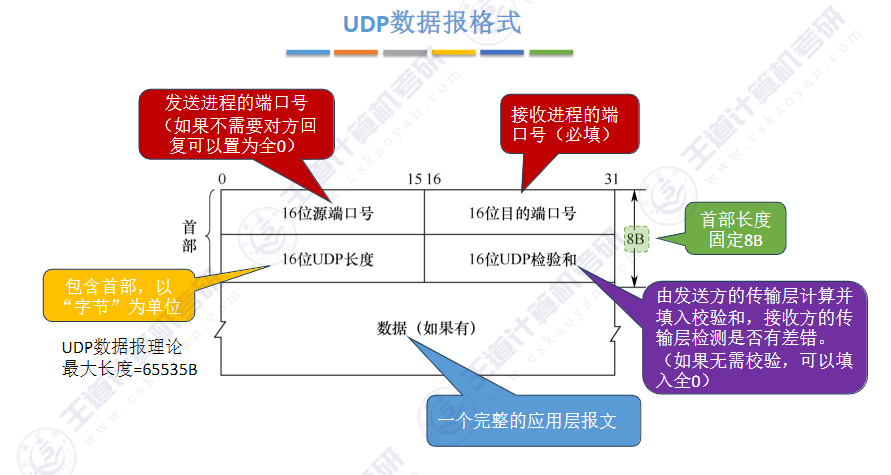 UDP数据报格式
发送进程的端口号
（如果不需要对方回
复可以置为全0）
接收进程的端
口号（必填）
0
15
16
31
首部
16位源端口号
16位目的端口号
16位UDP长度
16位UDP检验和
8B
首部长度
固定8B
包含首部，以
“字节”为单位
由发送方的传输层计算并
填入校验和，接收方的传
输层检测是否有差错。
（如果无需校验，可以填
入全0）
数据（如果有）
UDP数据报理论
最大长度=65535B
一个完整的应用层报文
王道计算机考研
www.cskaoyan.com